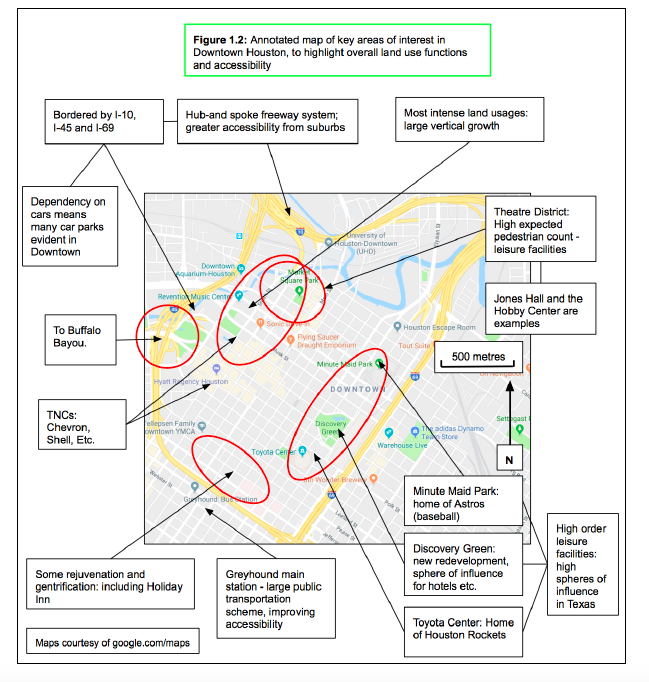 Figure 1.2: Annotated map of key areas of interest in
Downtown Houston, to highlight overall land use functions
and accessibility
Bordered by I-10,
I-45 and I-69
Hub-and spoke freeway system;
greater accessibility from suburbs
Most intense land usages:
large vertical growth
Dependency on
cars means
many car parks
evident in
Downtown
Theatre District:
High expected
pedestrian count -
leisure facilities
Jones Hall and the
Hobby Center are
examples
To Buffalo
Bayou.
500 metres
TNCs:
Chevron,
Shell, Etc.
N
University of
Houston-Downtown
(UHD)
Downtown
Aquarium-Houston
Market
Square Park
Revention Music Center
Houston Escape Room
Flying Saucer
Draught Emporium
Tout Suite
Minute Maid Park
Hyatt Regency Houston
DOWNTOWN
Discovery
Green
The adidas Dynamo
Team Store
Warehouse Live
ellepsen Family
owntown YMCA
Toyota Center
Greyhound: Bus Station
Webster St
Polk St
Minute Maid Park:
home of Astros
(baseball)
Discovery Green:
new redevelopment,
sphere of influence
for hotels etc.
Toyota Center: Home
of Houston Rockets
High order
leisure
facilities:
high
spheres of
influence
in Texas
Some rejuvenation and
gentrification: including Holiday
Inn
Greyhound main
station - large public
transportation
scheme, improving
accessibility
Maps courtesy of google.com/maps